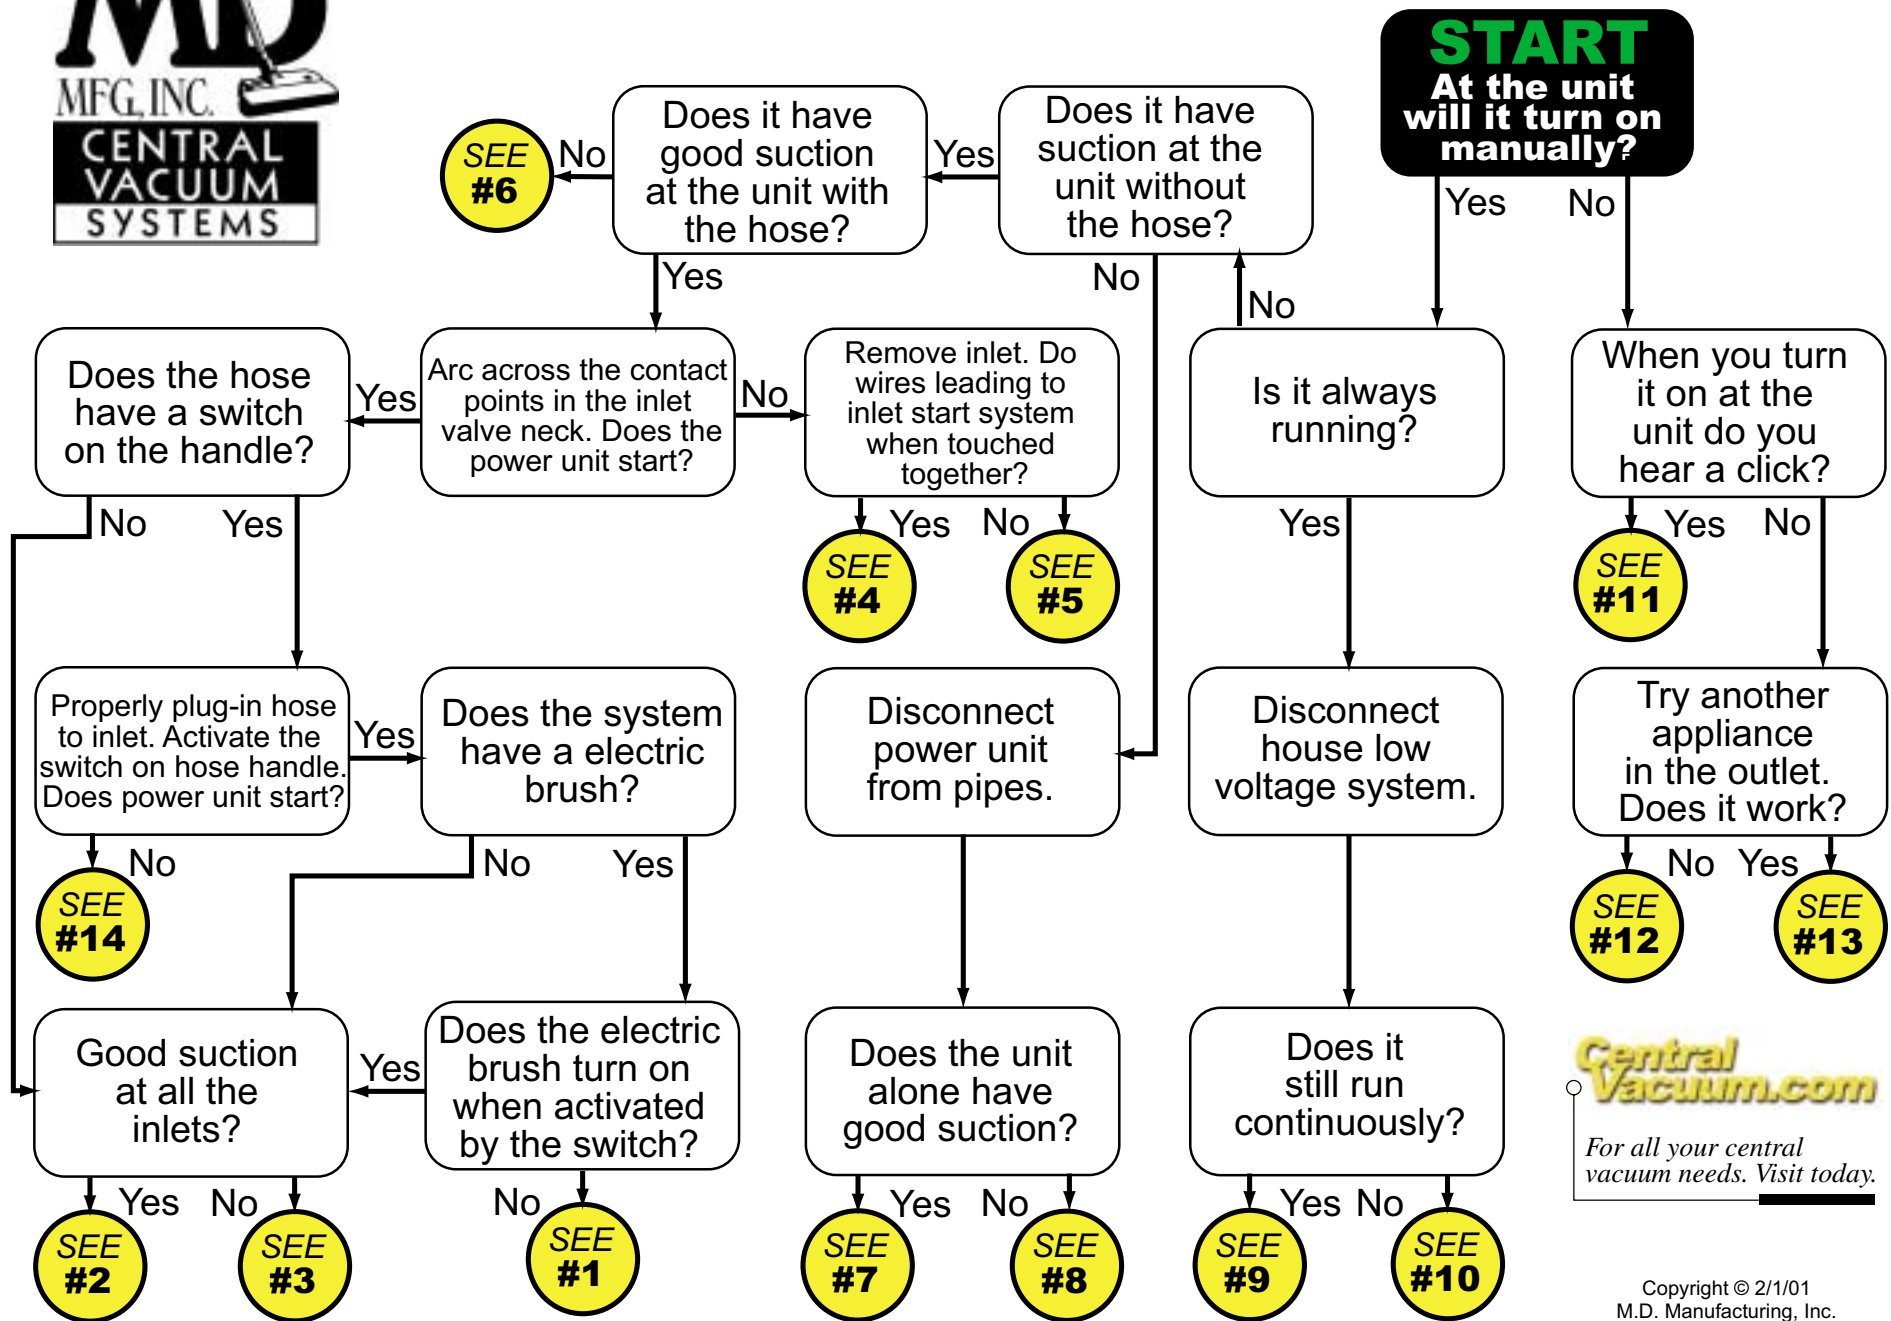 MD
MFG, INC.
CENTRAL
VACUUM
SYSTEMS
START
At the unit
will it turn on
manually?
Yes
No
Does it have
suction at the
unit without
the hose?
Yes
No
Does it have
good suction
at the unit with
the hose?
No
SEE
#6
Yes
Does the hose
have a switch
on the handle?
Yes
Arc across the contact
points in the inlet
valve neck. Does the
power unit start?
No
Remove inlet. Do
wires leading to
inlet start system
when touched
together?
No
Is it always
running?
When you turn
it on at the
unit do you
hear a click?
No
Yes
Yes
No
SEE
#4
SEE
#5
Yes
Yes
No
SEE
#11
Properly plug-in hose
to inlet. Activate the
switch on hose handle.
Does power unit start?
Yes
Does the system
have a electric
brush?
Disconnect
power unit
from pipes.
Disconnect
house low
voltage system.
Try another
appliance
in the outlet.
Does it work?
No
SEE
#14
No
Yes
No
Yes
SEE
#12
SEE
#13
Good suction
at all the
inlets?
Yes
Does the electric
brush turn on
when activated
by the switch?
Does the unit
alone have
good suction?
Does it
still run
continuously?
Yes
No
SEE
#2
SEE
#3
No
SEE
#1
Yes
No
SEE
#7
SEE
#8
Yes
No
SEE
#9
SEE
#10
Central
Vacuum.com
For all your central
vacuum needs. Visit today.
Copyright © 2/1/01
M.D. Manufacturing, Inc.